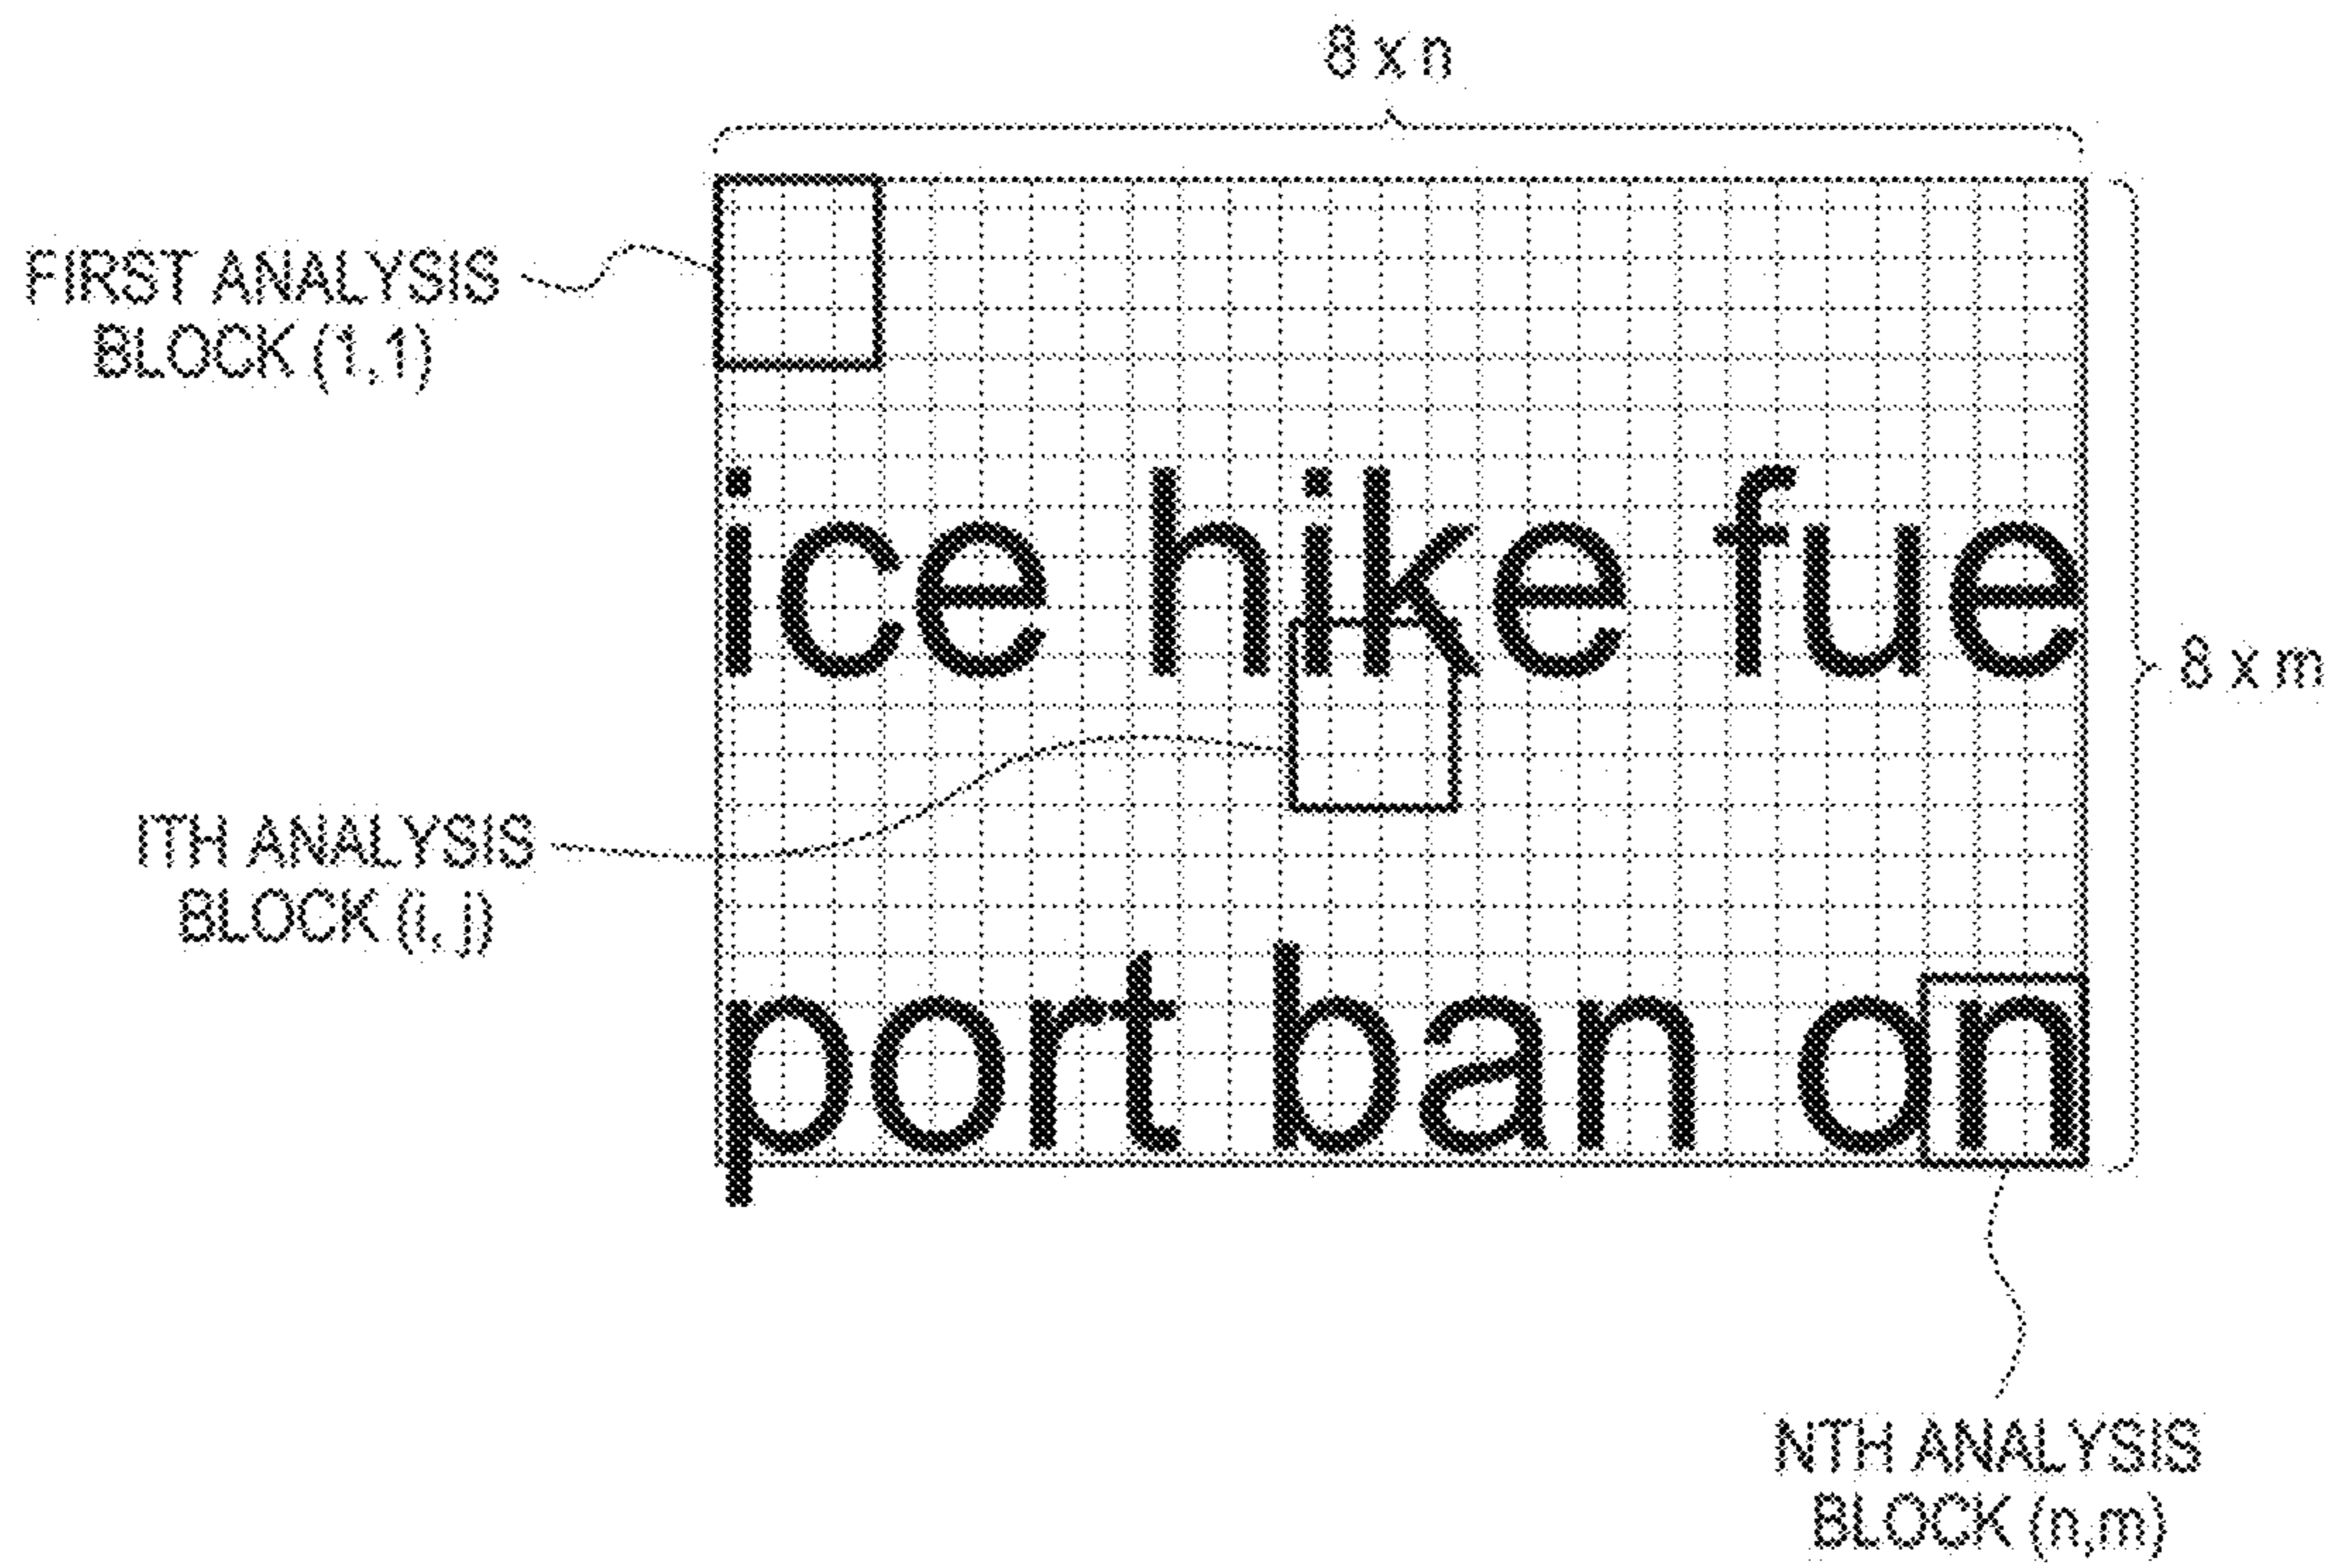 8 x n
FIRST ANALYSIS
BLOCK (1,1)
ice hike fue
8 x m
ITH ANALYSIS
BLOCK (i, j)
port ban on
NTH ANALYSIS
BLOCK (n,m)